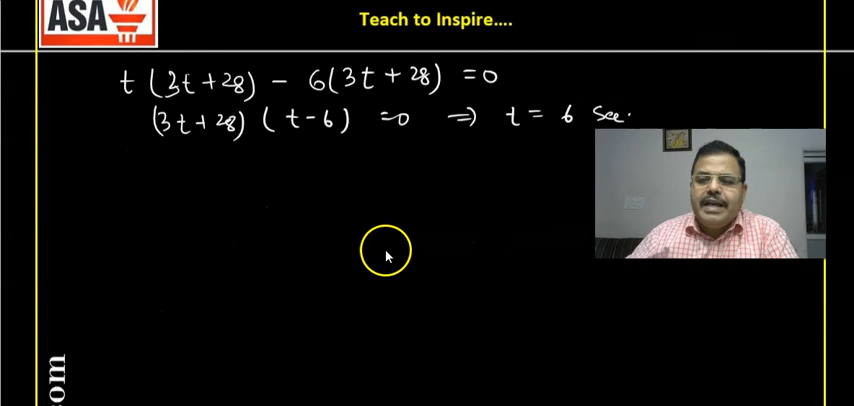 ASA
Teach to Inspire....
t (3t + 28) - 6(3t + 28) = 0
(3t + 28) (t - 6) = 0 ⇒ t = 6 sec.
om